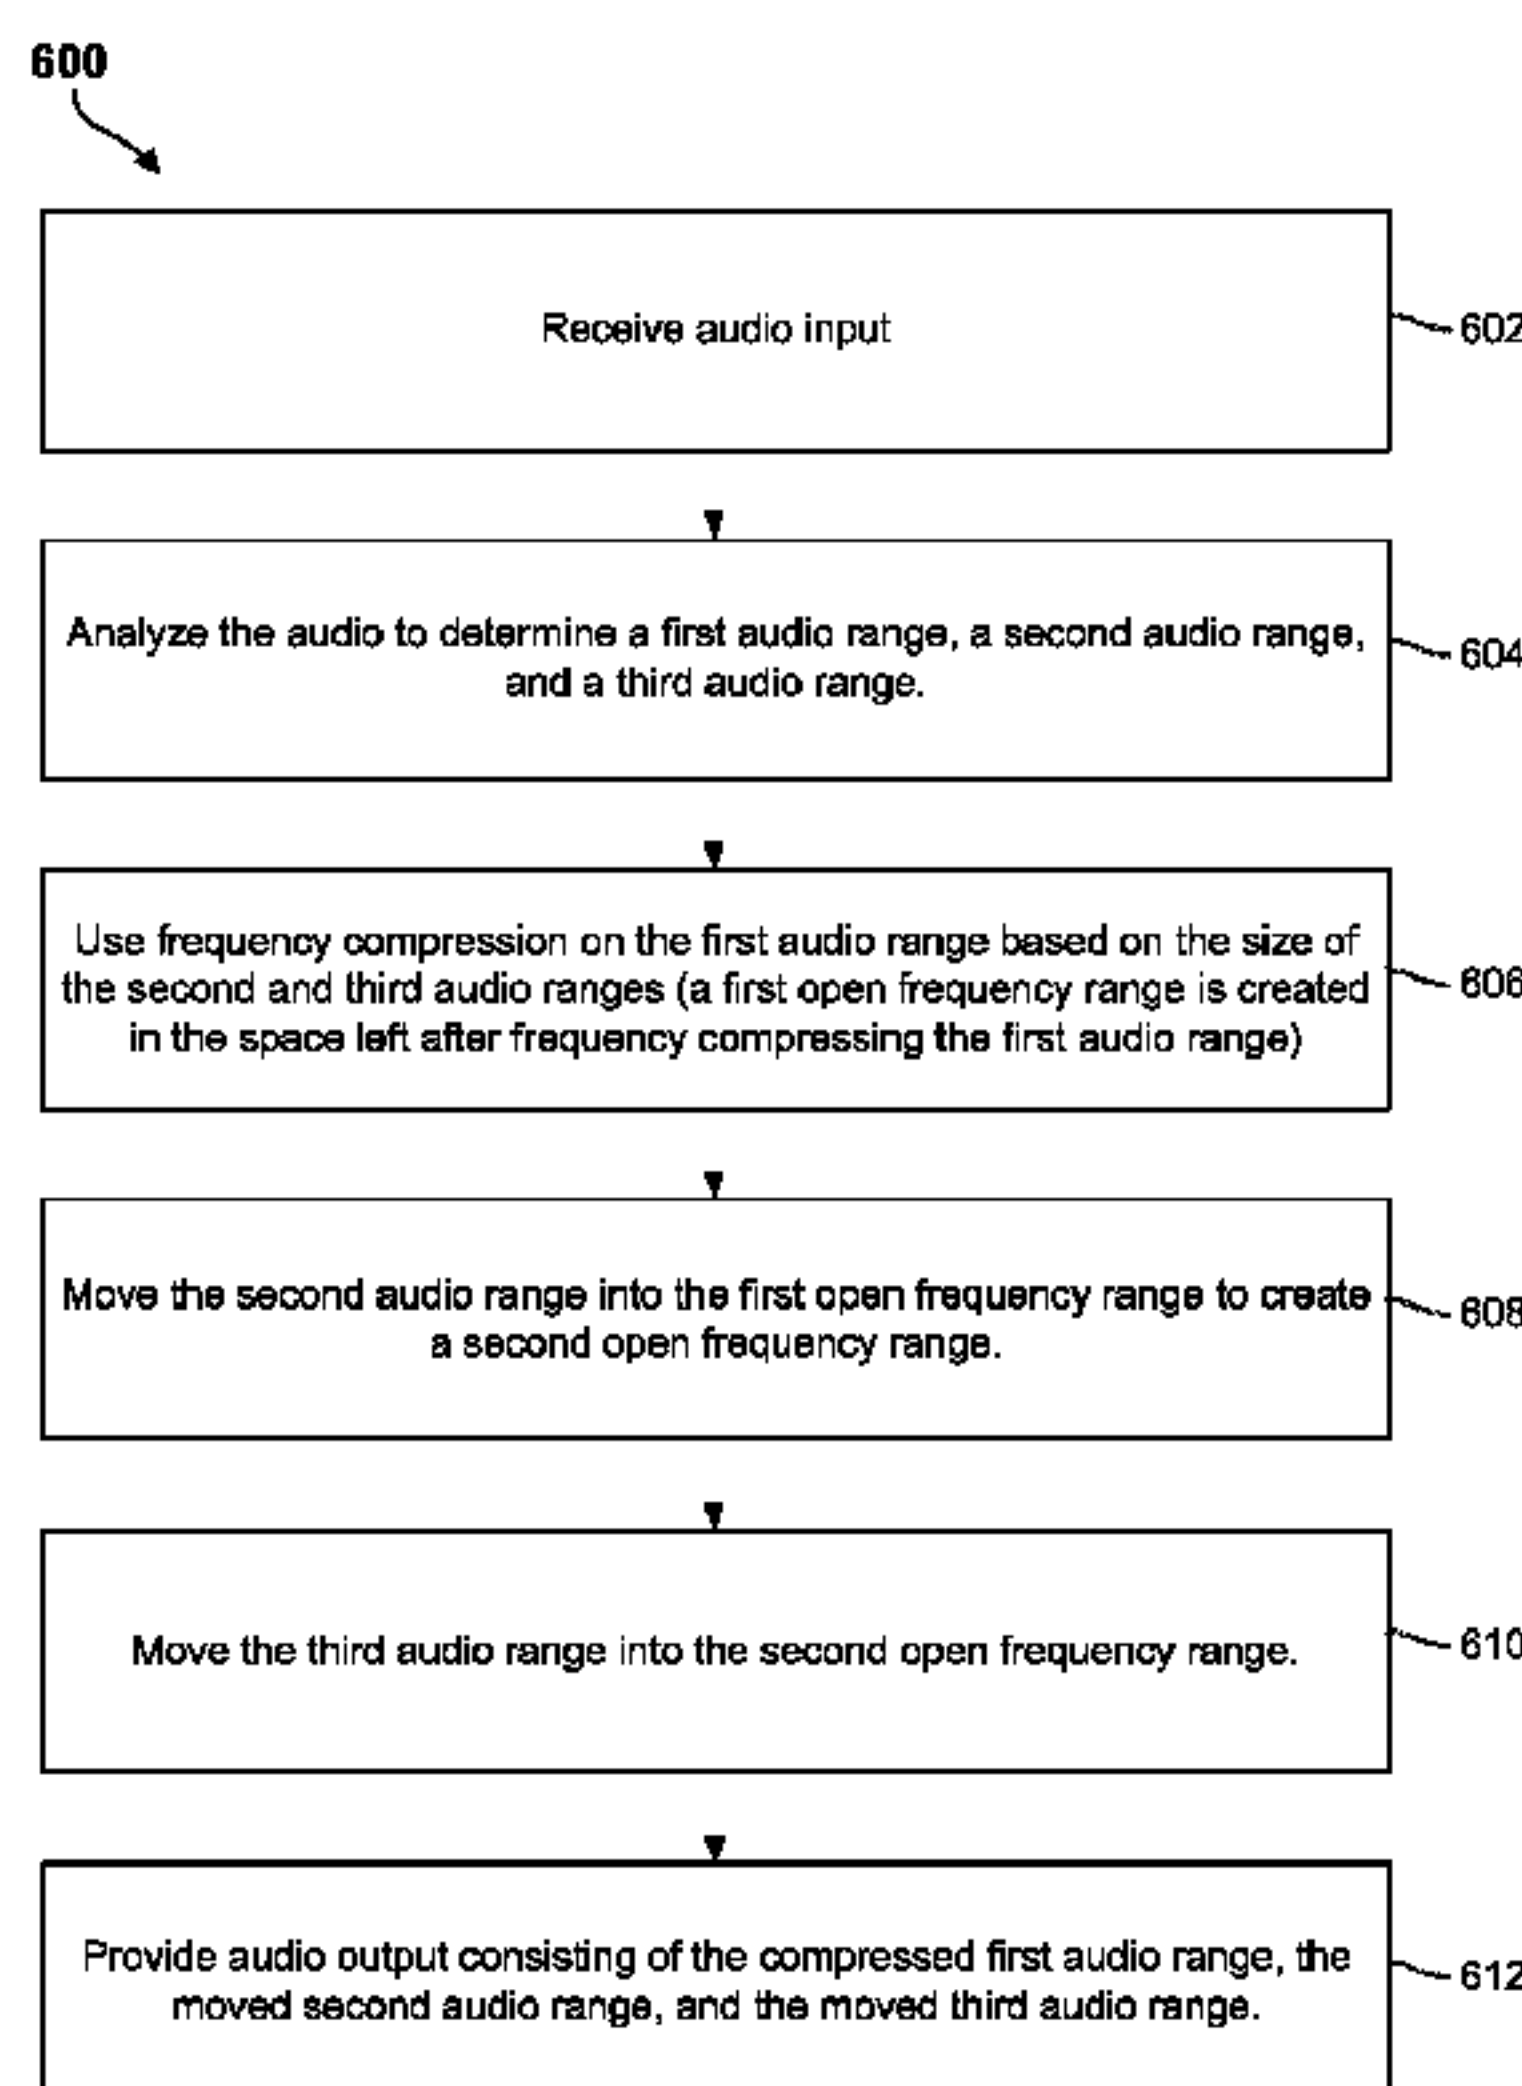 600
Receive audio input
602
Analyze the audio to determine a first audio range, a second audio range,
and a third audio range.
604
Use frequency compression on the first audio range based on the size of
the second and third audio ranges (a first open frequency range is created
in the space left after frequency compressing the first audio range)
606
Move the second audio range into the first open frequency range to create
a second open frequency range.
608
Move the third audio range into the second open frequency range.
610
Provide audio output consisting of the compressed first audio range, the
moved second audio range, and the moved third audio range.
612